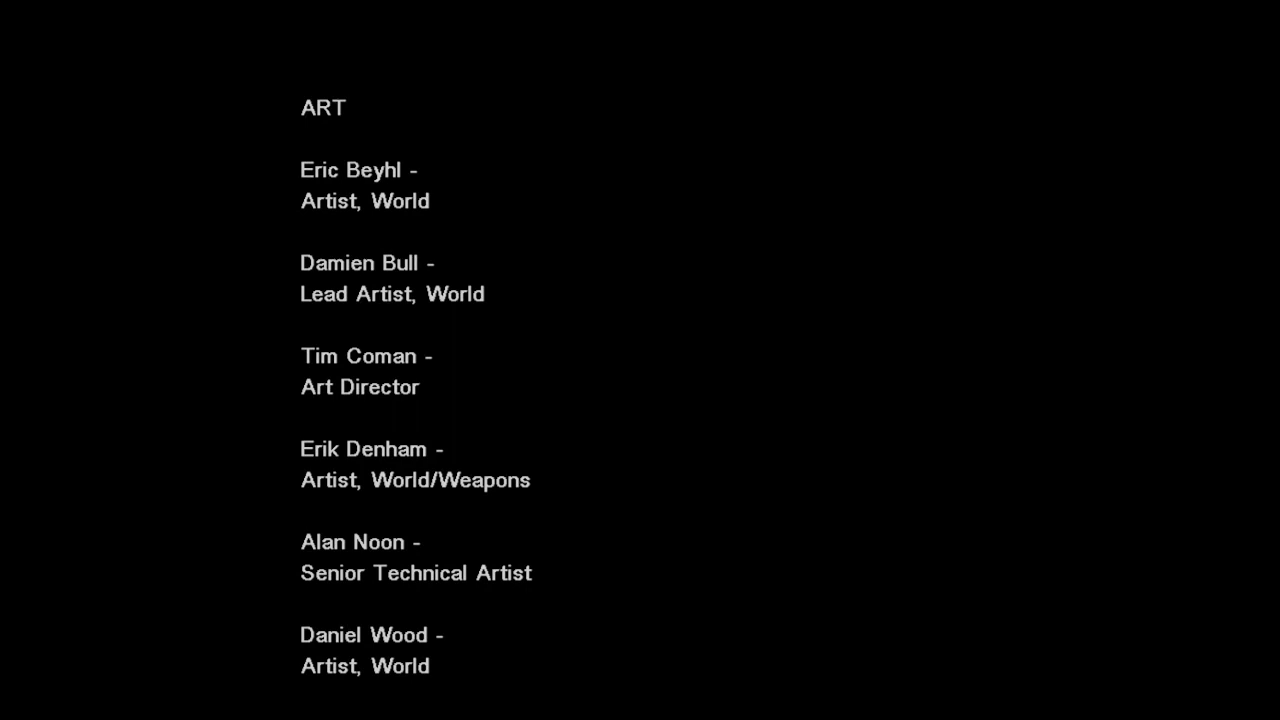 ART
Eric Beyhl -
Artist, World
Damien Bull -
Lead Artist, World
Tim Coman -
Art Director
Erik Denham -
Artist, World/Weapons
Alan Noon -
Senior Technical Artist
Daniel Wood -
Artist, World